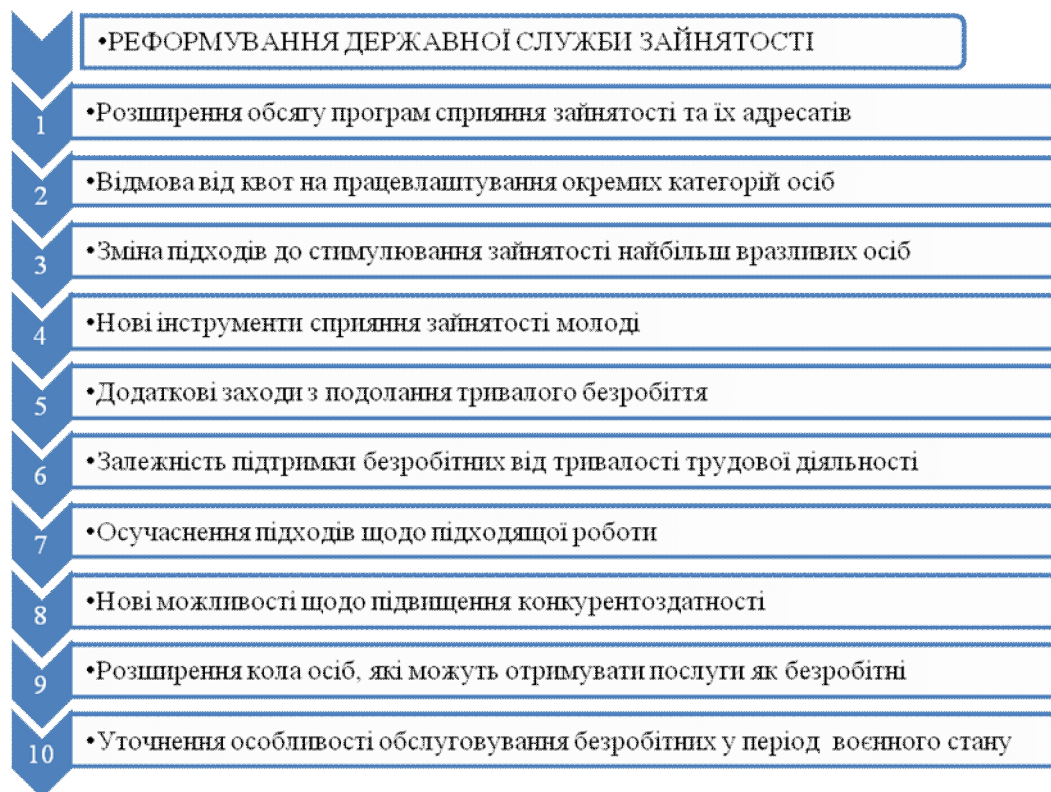 •РЕФОРМУВАННЯ ДЕРЖАВНОЇ СЛУЖБИ ЗАЙНЯТОСТІ
1 •Розширення обсягу програм сприяння зайнятості та їх адресатів
2 •Відмова від квот на працевлаштування окремих категорій осіб
3 •Зміна підходів до стимулювання зайнятості найбільш вразливих осіб
4 •Нові інструменти сприяння зайнятості молоді
5 •Додаткові заходи з подолання тривалого безробіття
6 •Залежність підтримки безробітних від тривалості трудової діяльності
7 •Осучаснення підходів щодо підходящої роботи
8 •Нові можливості щодо підвищення конкурентоздатності
9 •Розширення кола осіб, які можуть отримувати послуги як безробітні
10 •Уточнення особливості обслуговування безробітних у період воєнного стану